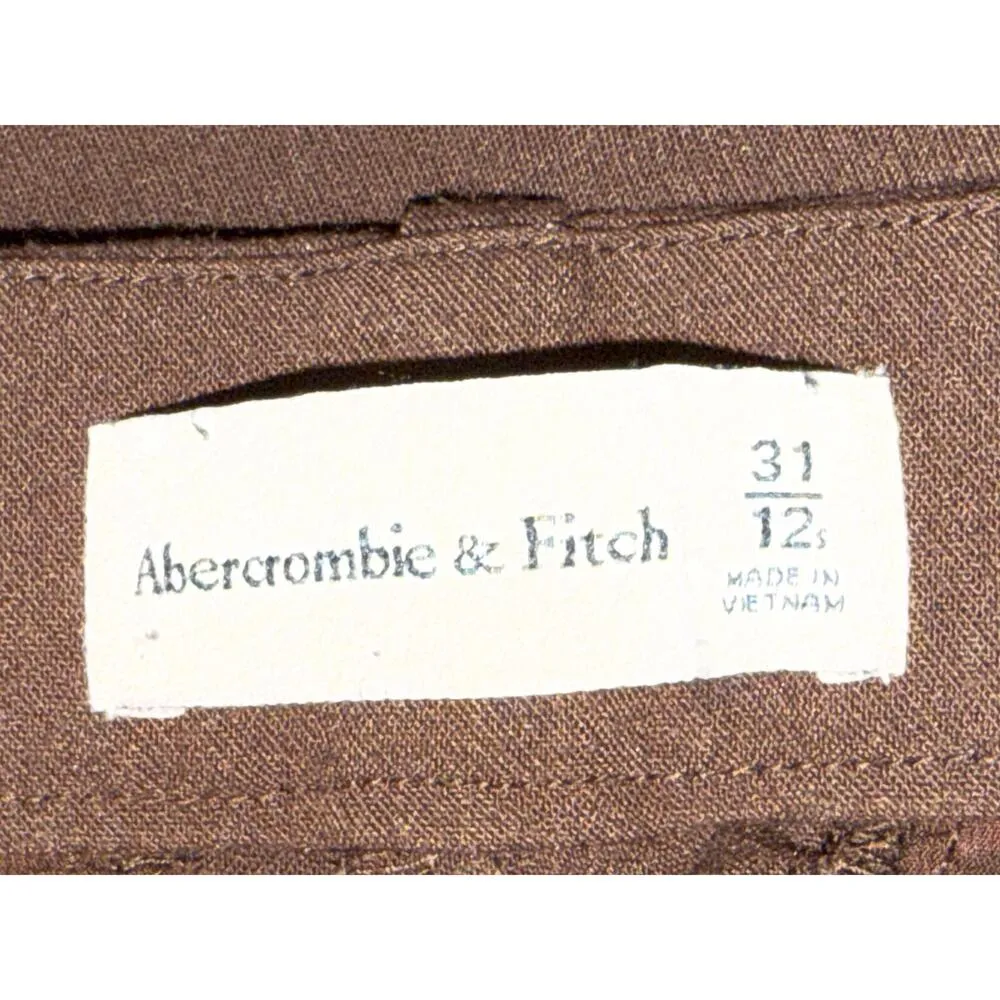 Abercrombie & Fitch
31
12s
MADE IN
VIETNAM